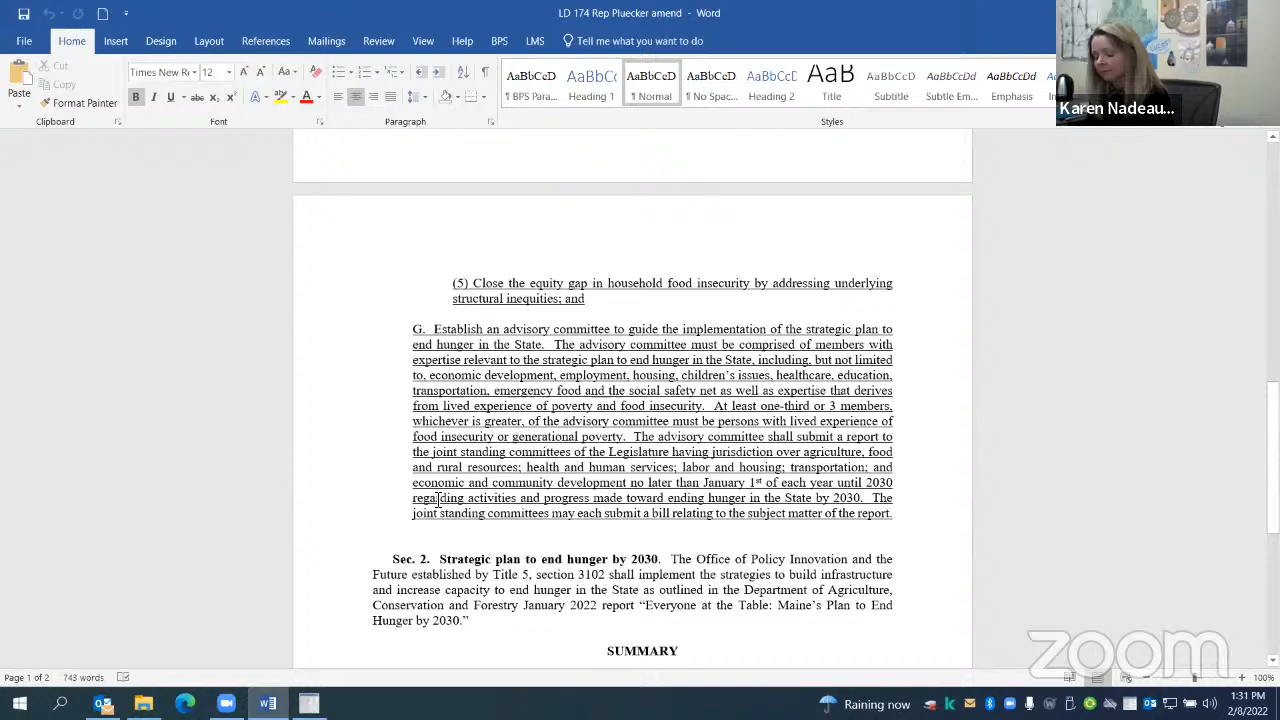 LD 174 Rep Pluecker amend - Word
File Home Insert Design Layout References Mailings Review View Help BPS LMS Tell me what you want to do
Cut
Copy
Format Painter
Paste
Clipboard
Times New Ro 12
Font
Paragraph
AaBbCcD AaBbC AaBbCcD AaBbCcD AaBbCcD AaB AaBbCcD AaBbCcDd AaBbCcDd
¶ BPS Para... Heading 1 ¶ Normal ¶ No Spac... Heading 2 Title Subtitle Subtle Em... Emphasis
Styles
Karen Nadeau...
(5) Close the equity gap in household food insecurity by addressing underlying
structural inequities; and
G. Establish an advisory committee to guide the implementation of the strategic plan to
end hunger in the State. The advisory committee must be comprised of members with
expertise relevant to the strategic plan to end hunger in the State, including, but not limited
to, economic development, employment, housing, children's issues, healthcare, education,
transportation, emergency food and the social safety net as well as expertise that derives
from lived experience of poverty and food insecurity. At least one-third or 3 members,
whichever is greater, of the advisory committee must be persons with lived experience of
food insecurity or generational poverty. The advisory committee shall submit a report to
the joint standing committees of the Legislature having jurisdiction over agriculture, food
and rural resources; health and human services; labor and housing; transportation; and
economic and community development no later than January 1st of each year until 2030
regarding activities and progress made toward ending hunger in the State by 2030. The
joint standing committees may each submit a bill relating to the subject matter of the report.
Sec. 2. Strategic plan to end hunger by 2030. The Office of Policy Innovation and the
Future established by Title 5, section 3102 shall implement the strategies to build infrastructure
and increase capacity to end hunger in the State as outlined in the Department of Agriculture,
Conservation and Forestry January 2022 report “Everyone at the Table: Maine's Plan to End
Hunger by 2030.”
SUMMARY
zoom
Page 1 of 2 743 words 100%
Raining now
1:31 PM
2/8/2022